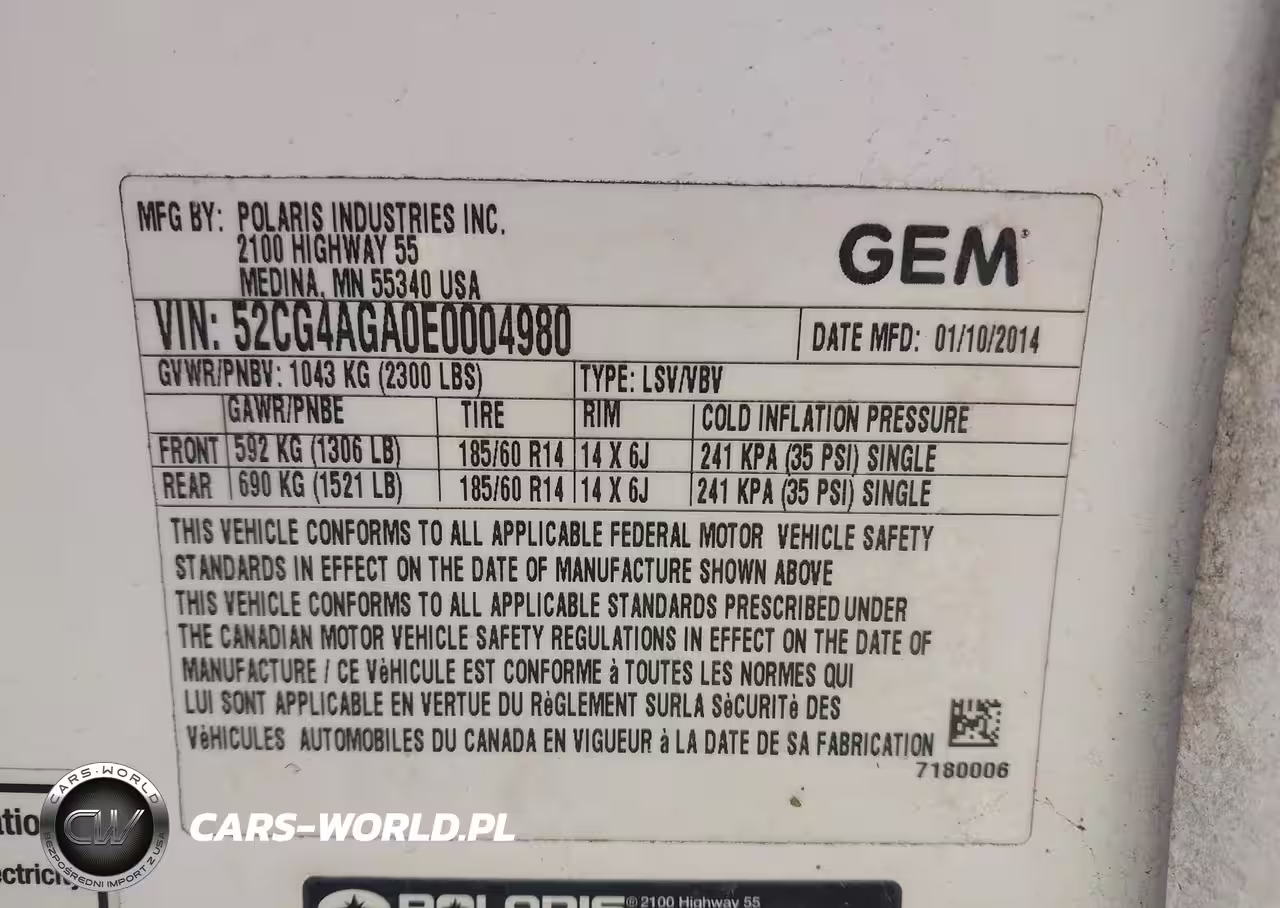 MFG BY: POLARIS INDUSTRIES INC.
2100 HIGHWAY 55
MEDINA, MN 55340 USA
GEM
VIN: 52CG4AGA0E0004980
DATE MFD: 01/10/2014
GVWR/PNBV: 1043 KG (2300 LBS) TYPE: LSV/VBV
GAWR/PNBE TIRE RIM COLD INFLATION PRESSURE
FRONT 592 KG (1306 LB) 185/60 R14 14 X 6J 241 KPA (35 PSI) SINGLE
REAR 690 KG (1521 LB) 185/60 R14 14 X 6J 241 KPA (35 PSI) SINGLE
THIS VEHICLE CONFORMS TO ALL APPLICABLE FEDERAL MOTOR VEHICLE SAFETY
STANDARDS IN EFFECT ON THE DATE OF MANUFACTURE SHOWN ABOVE
THIS VEHICLE CONFORMS TO ALL APPLICABLE STANDARDS PRESCRIBED UNDER
THE CANADIAN MOTOR VEHICLE SAFETY REGULATIONS IN EFFECT ON THE DATE OF
MANUFACTURE / CE VèHICULE EST CONFORME à TOUTES LES NORMES QUI
LUI SONT APPLICABLE EN VERTUE DU RèGLEMENT SURLA SèCURITè DES
VèHICULES AUTOMOBILES DU CANADA EN VIGUEUR à LA DATE DE SA FABRICATION
7180006
CARS-WORLD
CW
BEZPOŚREDNI IMPORT Z USA
CARS-WORLD.PL
POLARIS® 2100 Highway 55